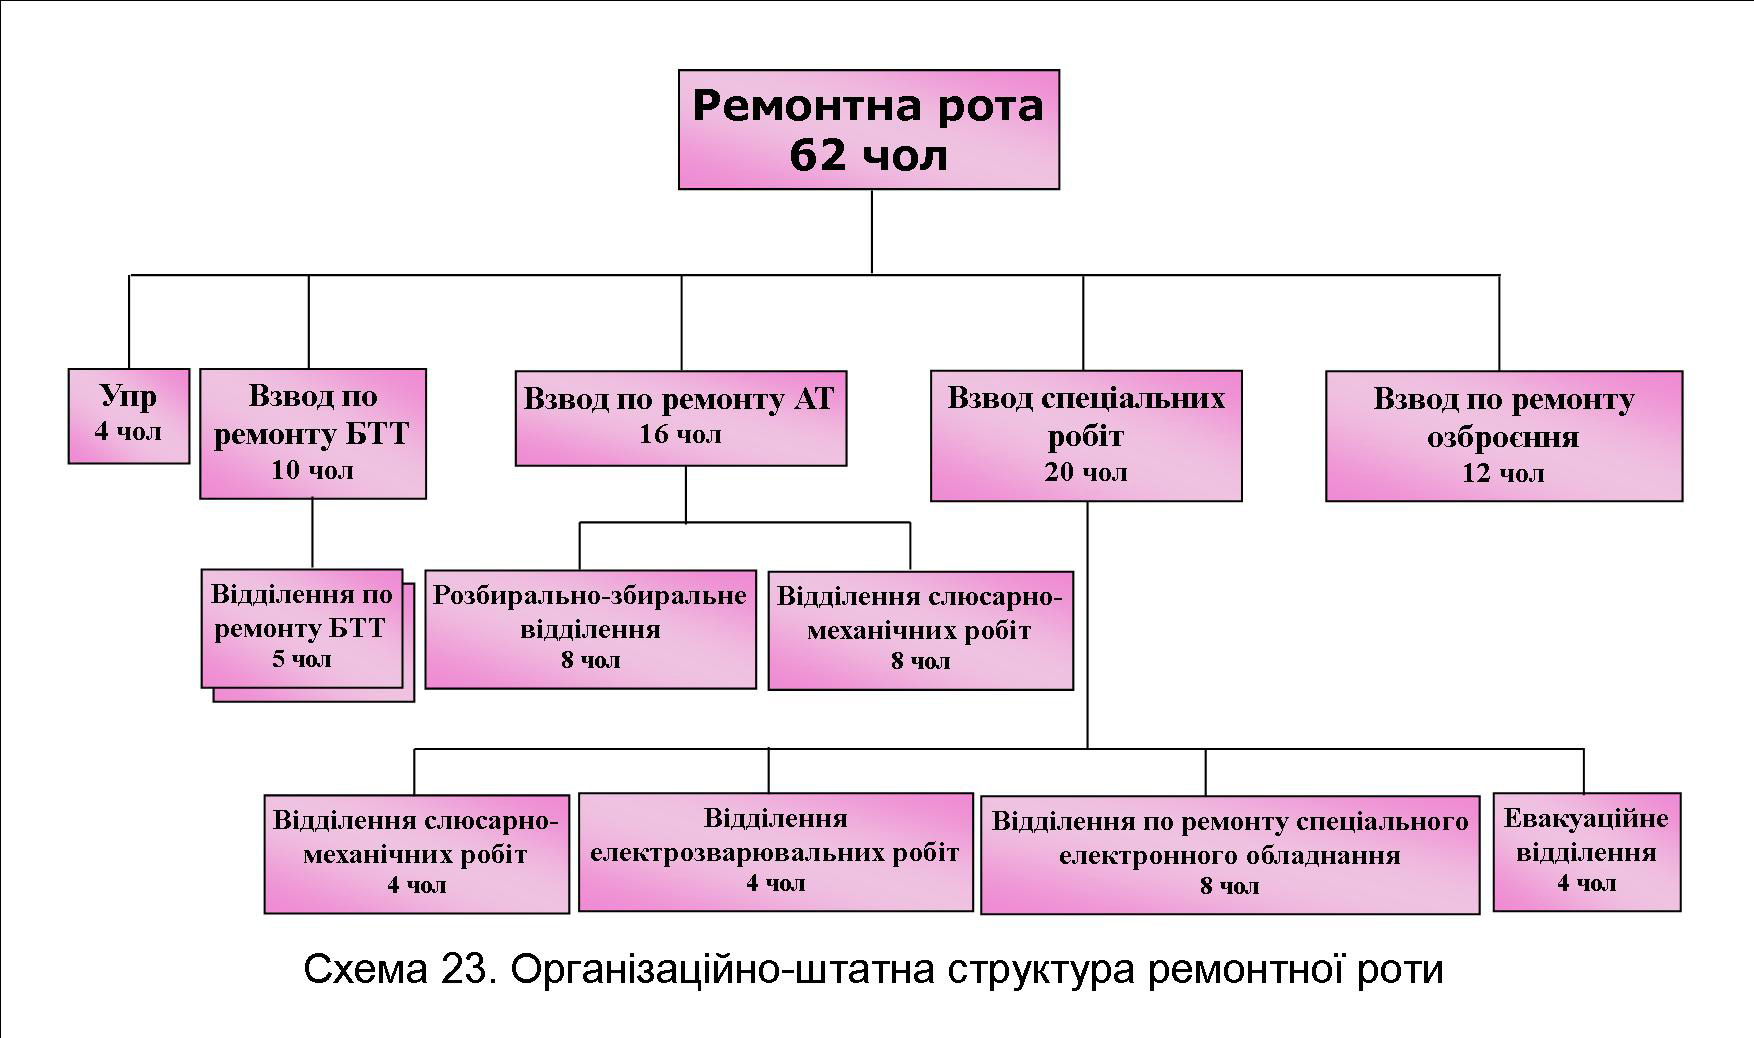 Ремонтна рота
62 чол
Упр
4 чол
Взвод по
ремонту БТТ
10 чол
Взвод по ремонту АТ
16 чол
Взвод спеціальних
робіт
20 чол
Взвод по ремонту
озброєння
12 чол
Відділення по
ремонту БТТ
5 чол
Розбирально-збиральне
відділення
8 чол
Відділення слюсарно-
механічних робіт
8 чол
Відділення слюсарно-
механічних робіт
4 чол
Відділення
електрозварювальних робіт
4 чол
Відділення по ремонту спеціального
електронного обладнання
8 чол
Евакуаційне
відділення
4 чол
Схема 23. Організаційно-штатна структура ремонтної роти